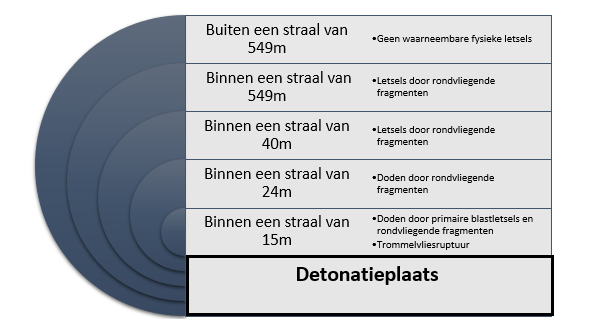 Buiten een straal van
549m
•Geen waarneembare fysieke letsels
Binnen een straal van
549m
•Letsels door rondvliegende
fragmenten
Binnen een straal van
40m
•Letsels door rondvliegende
fragmenten
Binnen een straal van
24m
•Doden door rondvliegende
fragmenten
Binnen een straal van
15m
•Doden door primaire blastletsels en
rondvliegende fragmenten
•Trommelvliesruptuur
Detonatieplaats